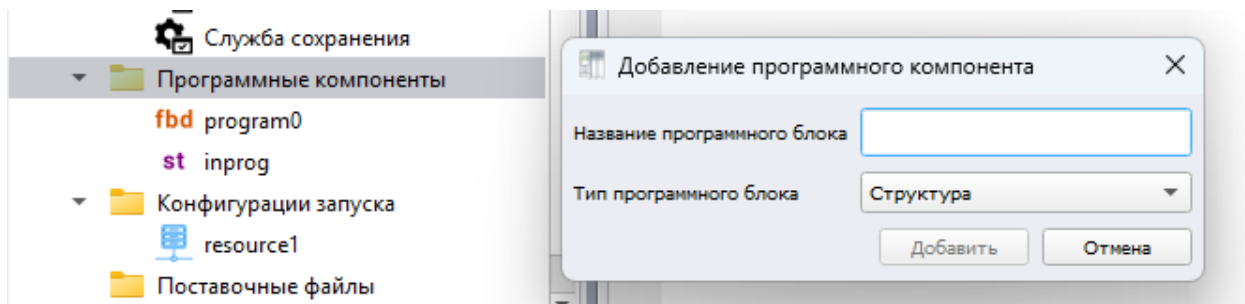 Служба сохранения
Программные компоненты
fbd program0
st inprog
Конфигурации запуска
resource1
Поставочные файлы
Добавление программного компонента
Название программного блока
Тип программного блока
Структура
Добавить
Отмена